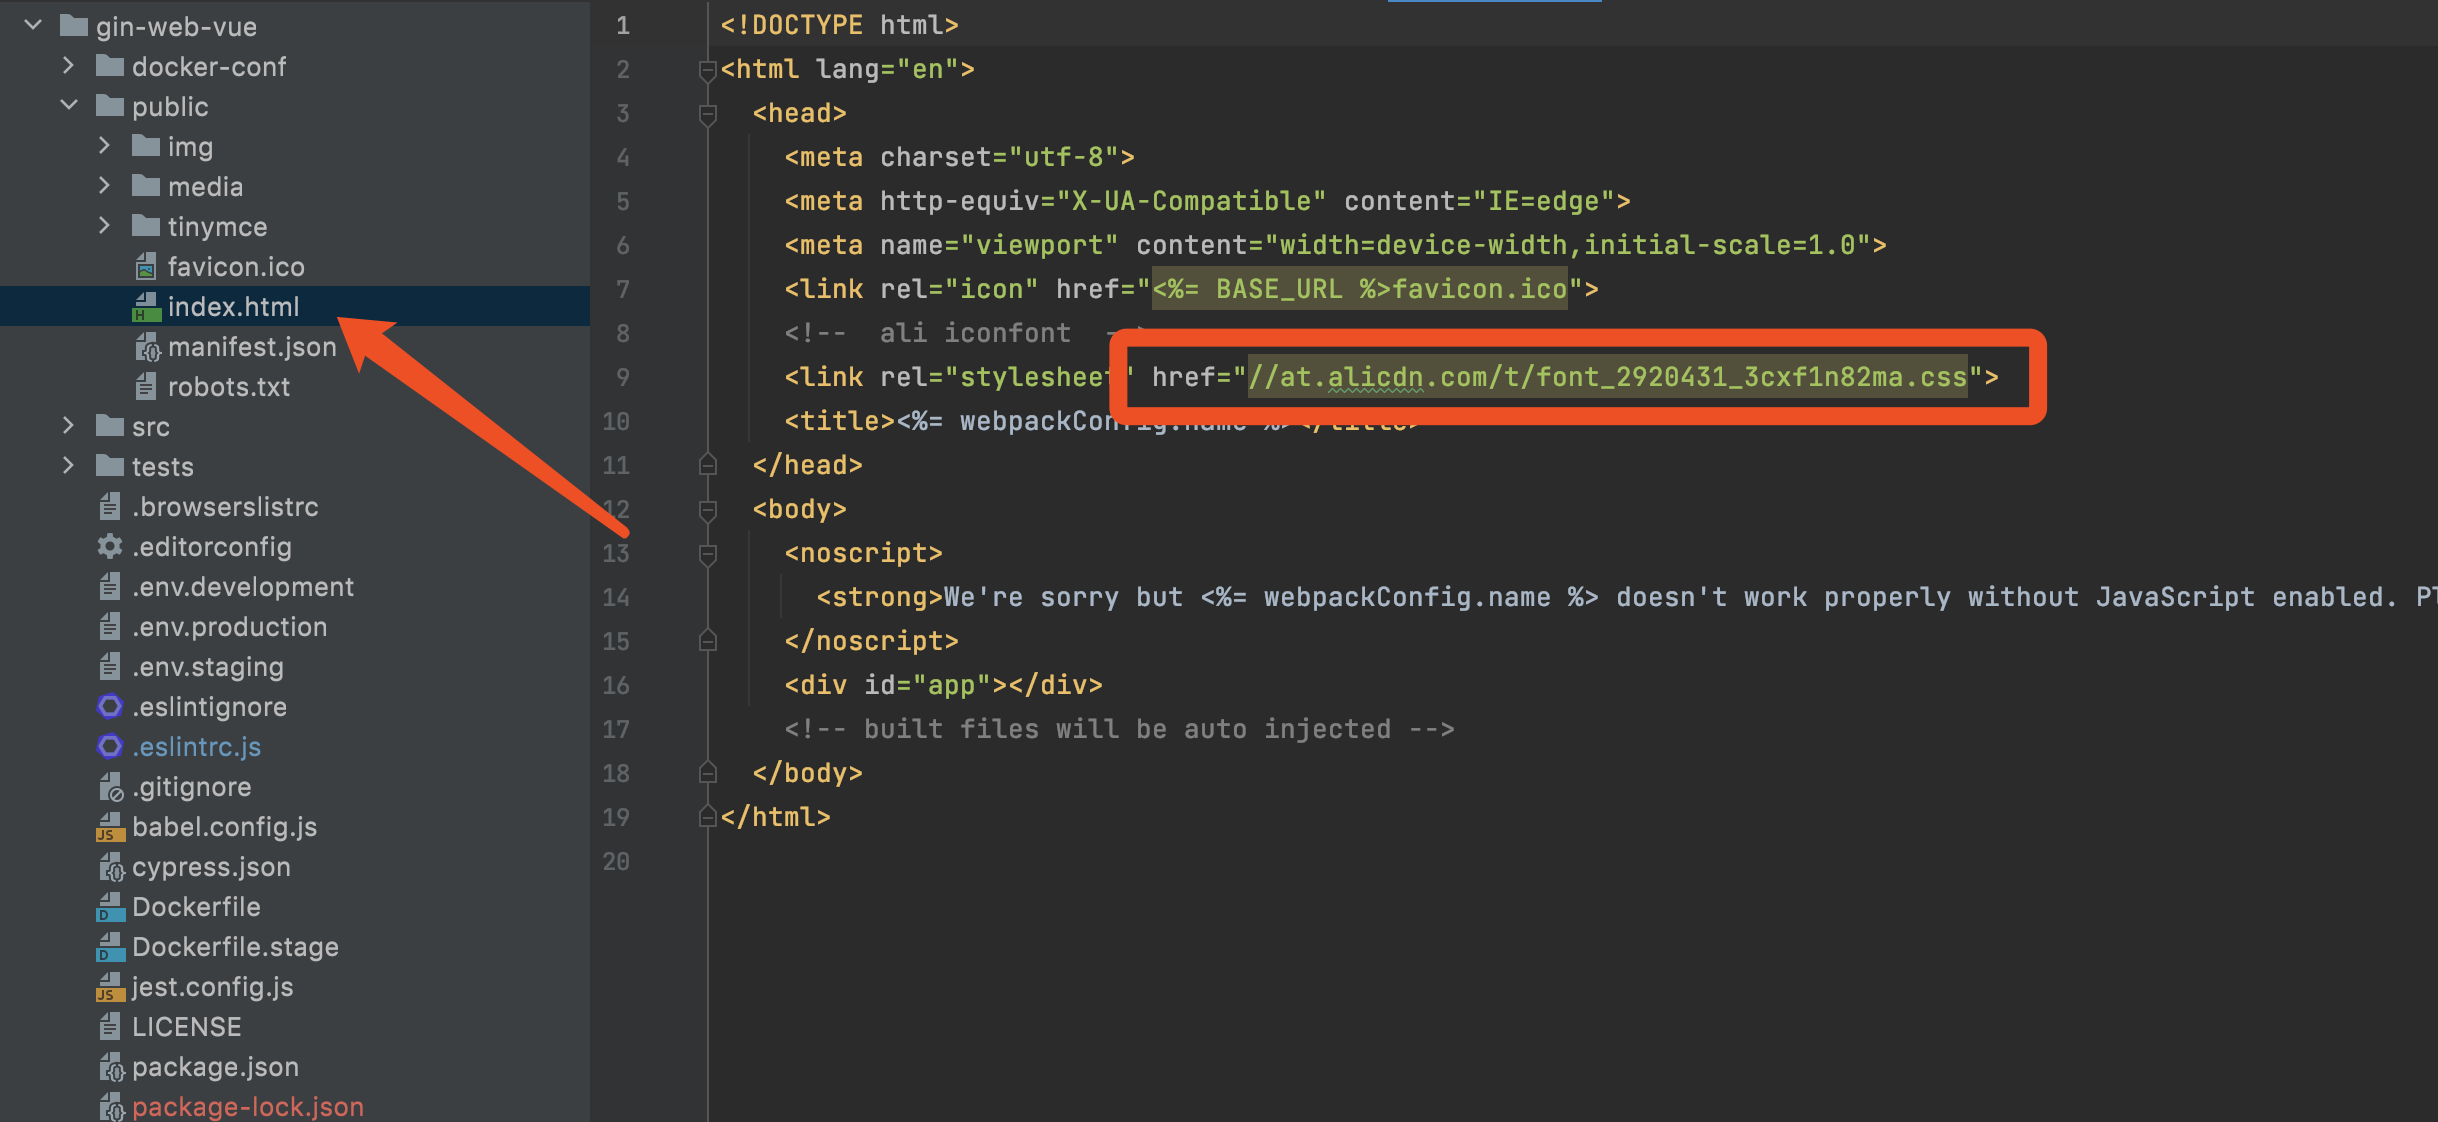 gin-web-vue
docker-conf
public
img
media
tinymce
favicon.ico
index.html
manifest.json
robots.txt
src
tests
.browserslistrc
.editorconfig
.env.development
.env.production
.env.staging
.eslintignore
.eslintrc.js
.gitignore
babel.config.js
cypress.json
Dockerfile
Dockerfile.stage
jest.config.js
LICENSE
package.json
package-lock.json
1 <!DOCTYPE html>
2 <html lang="en">
3 <head>
4 <meta charset="utf-8">
5 <meta http-equiv="X-UA-Compatible" content="IE=edge">
6 <meta name="viewport" content="width=device-width,initial-scale=1.0">
7 <link rel="icon" href="<%= BASE_URL %>favicon.ico">
8 <!-- ali iconfont -->
9 <link rel="stylesheet" href="//at.alicdn.com/t/font_2920431_3cxf1n82ma.css">
10 <title><%= webpackConfig.name %></title>
11 </head>
12 <body>
13 <noscript>
14 <strong>We're sorry but <%= webpackConfig.name %> doesn't work properly without JavaScript enabled.
15 </noscript>
16 <div id="app"></div>
17 <!-- built files will be auto injected -->
18 </body>
19 </html>
20